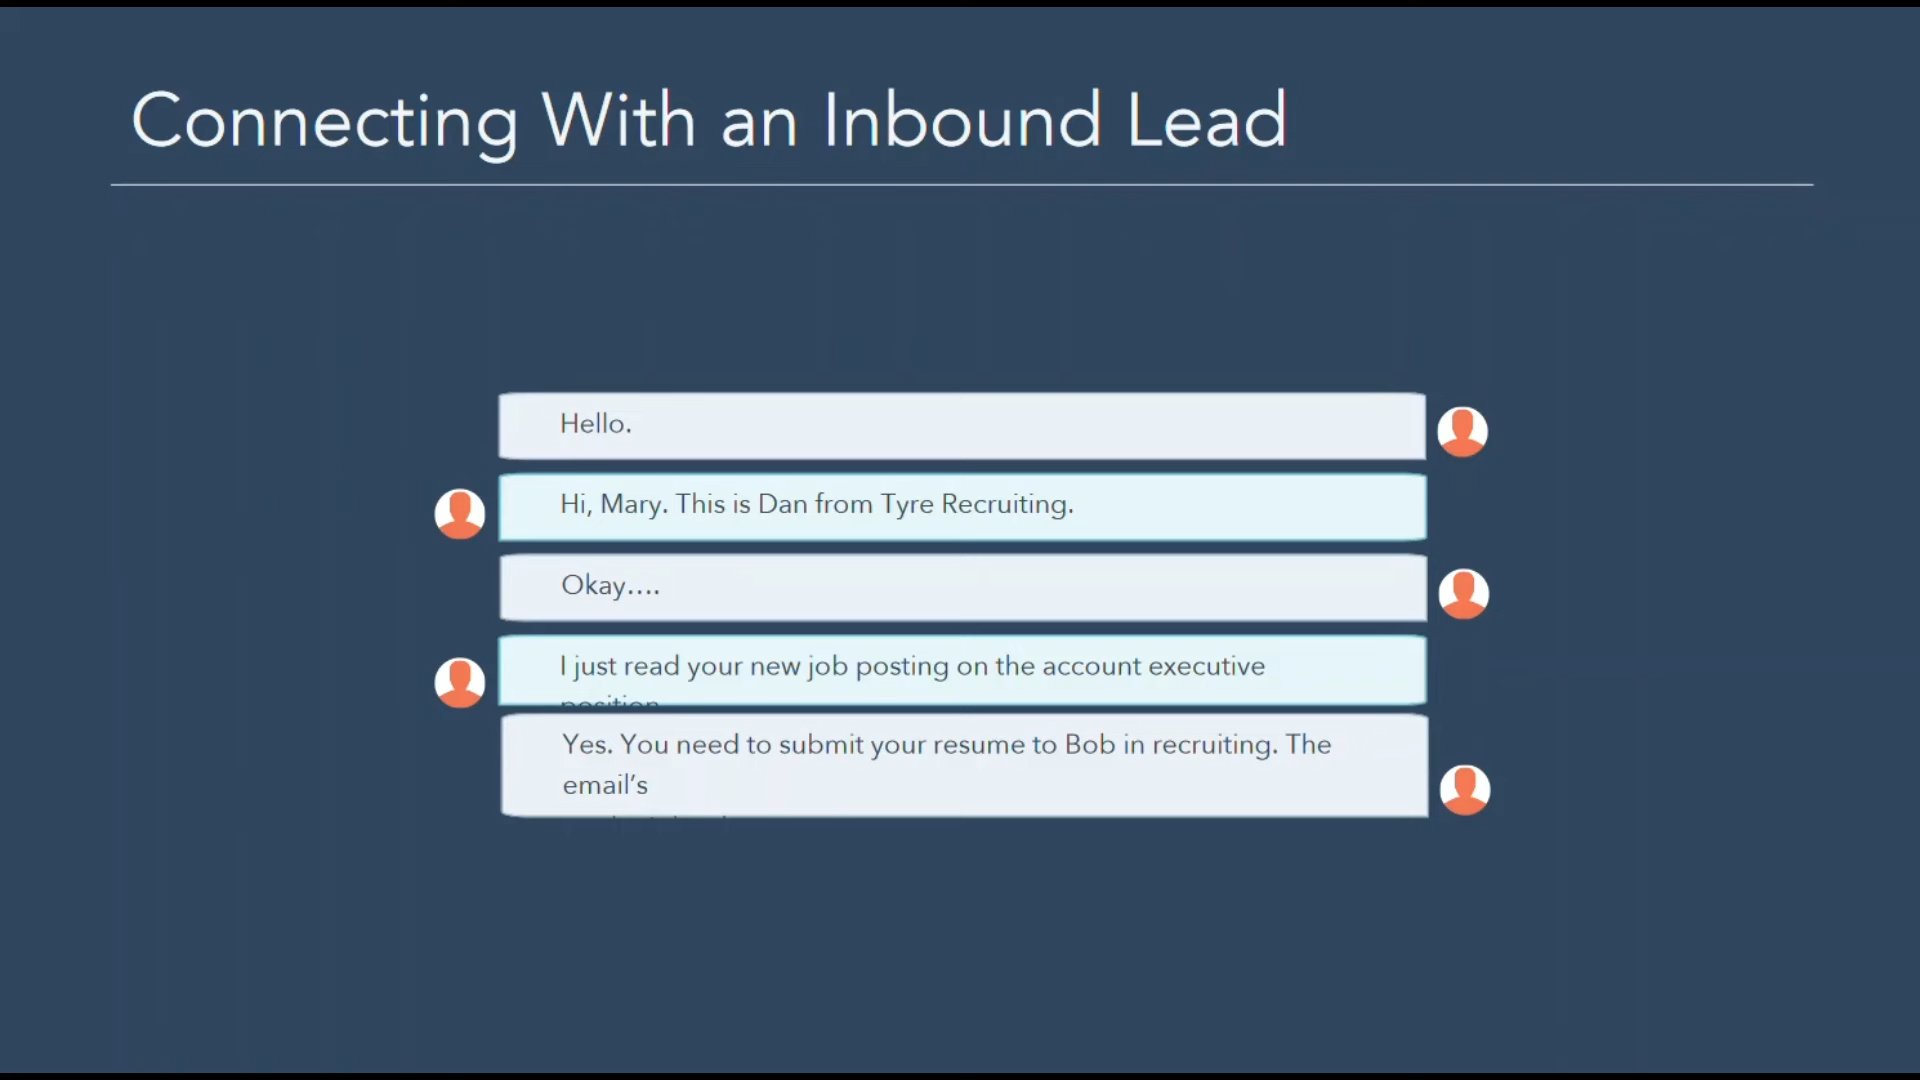 Connecting With an Inbound Lead
Hello.
Hi, Mary. This is Dan from Tyre Recruiting.
Okay....
I just read your new job posting on the account executive
position
Yes. You need to submit your resume to Bob in recruiting. The
email’s